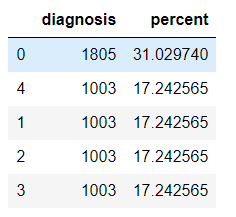 diagnosis percent
0 1805 31.029740
4 1003 17.242565
1 1003 17.242565
2 1003 17.242565
3 1003 17.242565